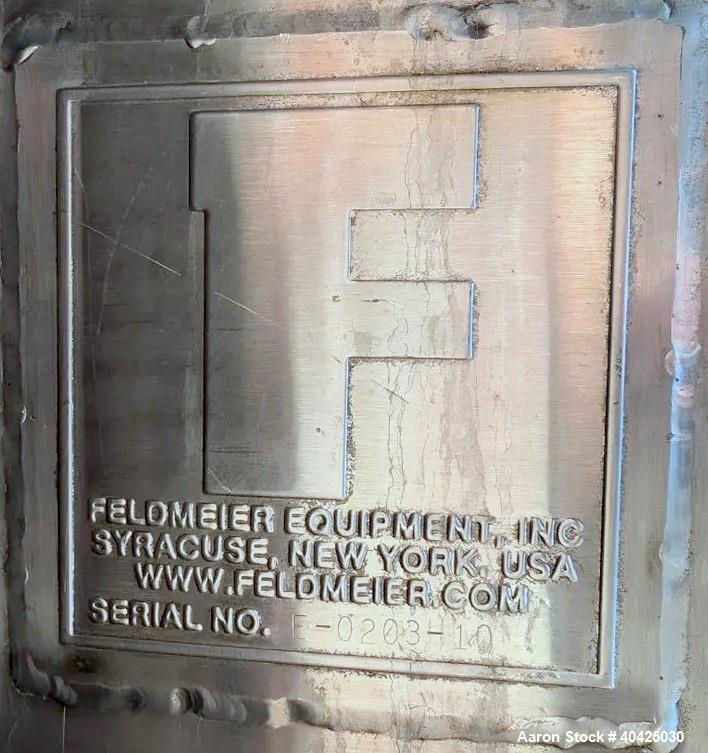 F
FELDMEIER EQUIPMENT, INC
SYRACUSE, NEW YORK, USA
WWW.FELDMEIER.COM
SERIAL NO. E-0203-10
Aaron Stock # 40425030